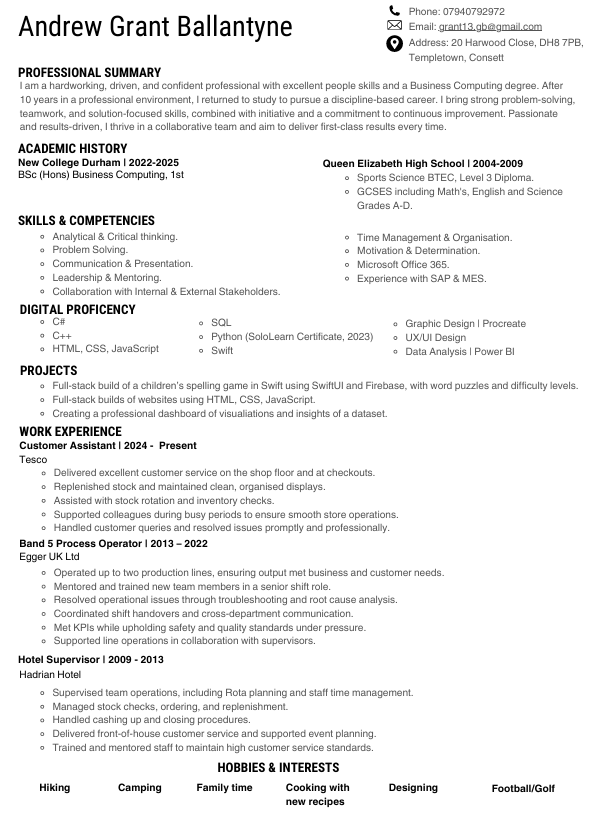 Andrew Grant Ballantyne
Phone: 07940792972
Email: grant13.gb@gmail.com
Address: 20 Harwood Close, DH8 7PB,
Templetown, Consett
PROFESSIONAL SUMMARY
I am a hardworking, driven, and confident professional with excellent people skills and a Business Computing degree. After
10 years in a professional environment, I returned to study to pursue a discipline-based career. I bring strong problem-solving,
teamwork, and solution-focused skills, combined with initiative and a commitment to continuous improvement. Passionate
and results-driven, I thrive in a collaborative team and aim to deliver first-class results every time.
ACADEMIC HISTORY
New College Durham | 2022-2025
BSc (Hons) Business Computing, 1st
Queen Elizabeth High School | 2004-2009
Sports Science BTEC, Level 3 Diploma.
GCSES including Math's, English and Science
Grades A-D.
SKILLS & COMPETENCIES
Analytical & Critical thinking.
Problem Solving.
Communication & Presentation.
Leadership & Mentoring.
Collaboration with Internal & External Stakeholders.
Time Management & Organisation.
Motivation & Determination.
Microsoft Office 365.
Experience with SAP & MES.
DIGITAL PROFICENCY
C#
C++
HTML, CSS, JavaScript
SQL
Python (SoloLearn Certificate, 2023)
Swift
Graphic Design | Procreate
UX/UI Design
Data Analysis | Power BI
PROJECTS
Full-stack build of a children's spelling game in Swift using SwiftUI and Firebase, with word puzzles and difficulty levels.
Full-stack builds of websites using HTML, CSS, JavaScript.
Creating a professional dashboard of visualiations and insights of a dataset.
WORK EXPERIENCE
Customer Assistant | 2024 - Present
Tesco
Delivered excellent customer service on the shop floor and at checkouts.
Replenished stock and maintained clean, organised displays.
Assisted with stock rotation and inventory checks.
Supported colleagues during busy periods to ensure smooth store operations.
Handled customer queries and resolved issues promptly and professionally.
Band 5 Process Operator | 2013 – 2022
Egger UK Ltd
Operated up to two production lines, ensuring output met business and customer needs.
Mentored and trained new team members in a senior shift role.
Resolved operational issues through troubleshooting and root cause analysis.
Coordinated shift handovers and cross-department communication.
Met KPIs while upholding safety and quality standards under pressure.
Supported line operations in collaboration with supervisors.
Hotel Supervisor | 2009 - 2013
Hadrian Hotel
Supervised team operations, including Rota planning and staff time management.
Managed stock checks, ordering, and replenishment.
Handled cashing up and closing procedures.
Delivered front-of-house customer service and supported event planning.
Trained and mentored staff to maintain high customer service standards.
HOBBIES & INTERESTS
Hiking
Camping
Family time
Cooking with
new recipes
Designing
Football/Golf